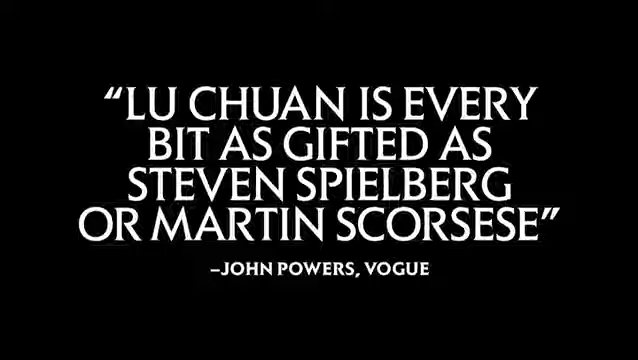 “LU CHUAN IS EVERY
BIT AS GIFTED AS
STEVEN SPIELBERG
OR MARTIN SCORSESE”
–JOHN POWERS, VOGUE